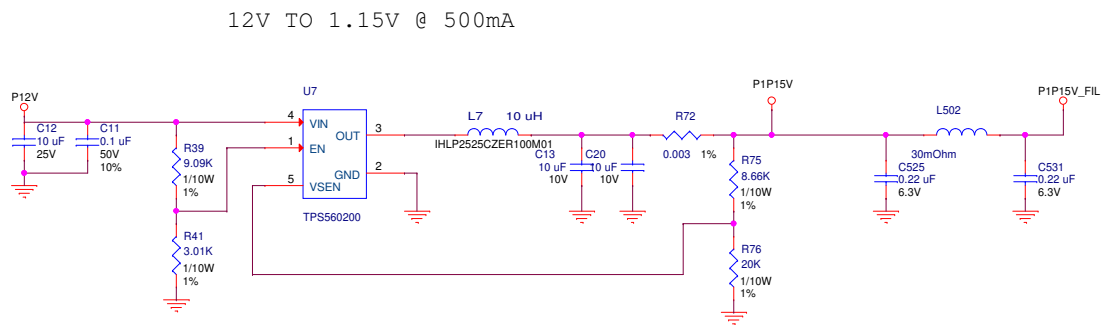 12V TO 1.15V @ 500mA
P12V
C12
10 uF
25V
C11
0.1 uF
50V
10%
R39
9.09K
1/10W
1%
R41
3.01K
1/10W
1%
U7
4
VIN
1
EN
5
VSEN
OUT
3
GND
2
TPS560200
L7 10 uH
IHLP2525CZER100M01
C13
10 uF
10V
C20
10 uF
10V
R72
0.003 1%
P1P15V
R75
8.66K
1/10W
1%
R76
20K
1/10W
1%
C525
0.22 uF
6.3V
L502
30mOhm
P1P15V_FIL
C531
0.22 uF
6.3V